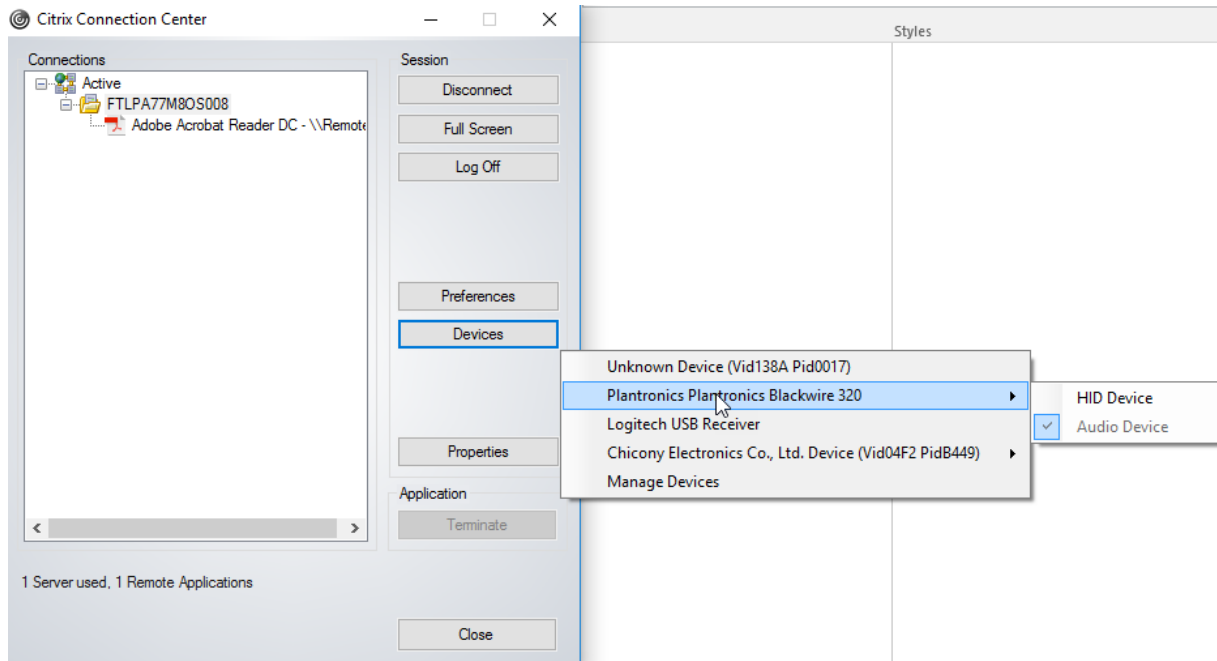 Citrix Connection Center
Styles
Connections
Active
FTLPA77M8OS008
Adobe Acrobat Reader DC - \\Remote
Session
Disconnect
Full Screen
Log Off
Preferences
Devices
Properties
Application
Terminate
Unknown Device (Vid138A Pid0017)
Plantronics Plantronics Blackwire 320
Logitech USB Receiver
Chicony Electronics Co., Ltd. Device (Vid04F2 PidB449)
Manage Devices
HID Device
Audio Device
1 Server used, 1 Remote Applications
Close